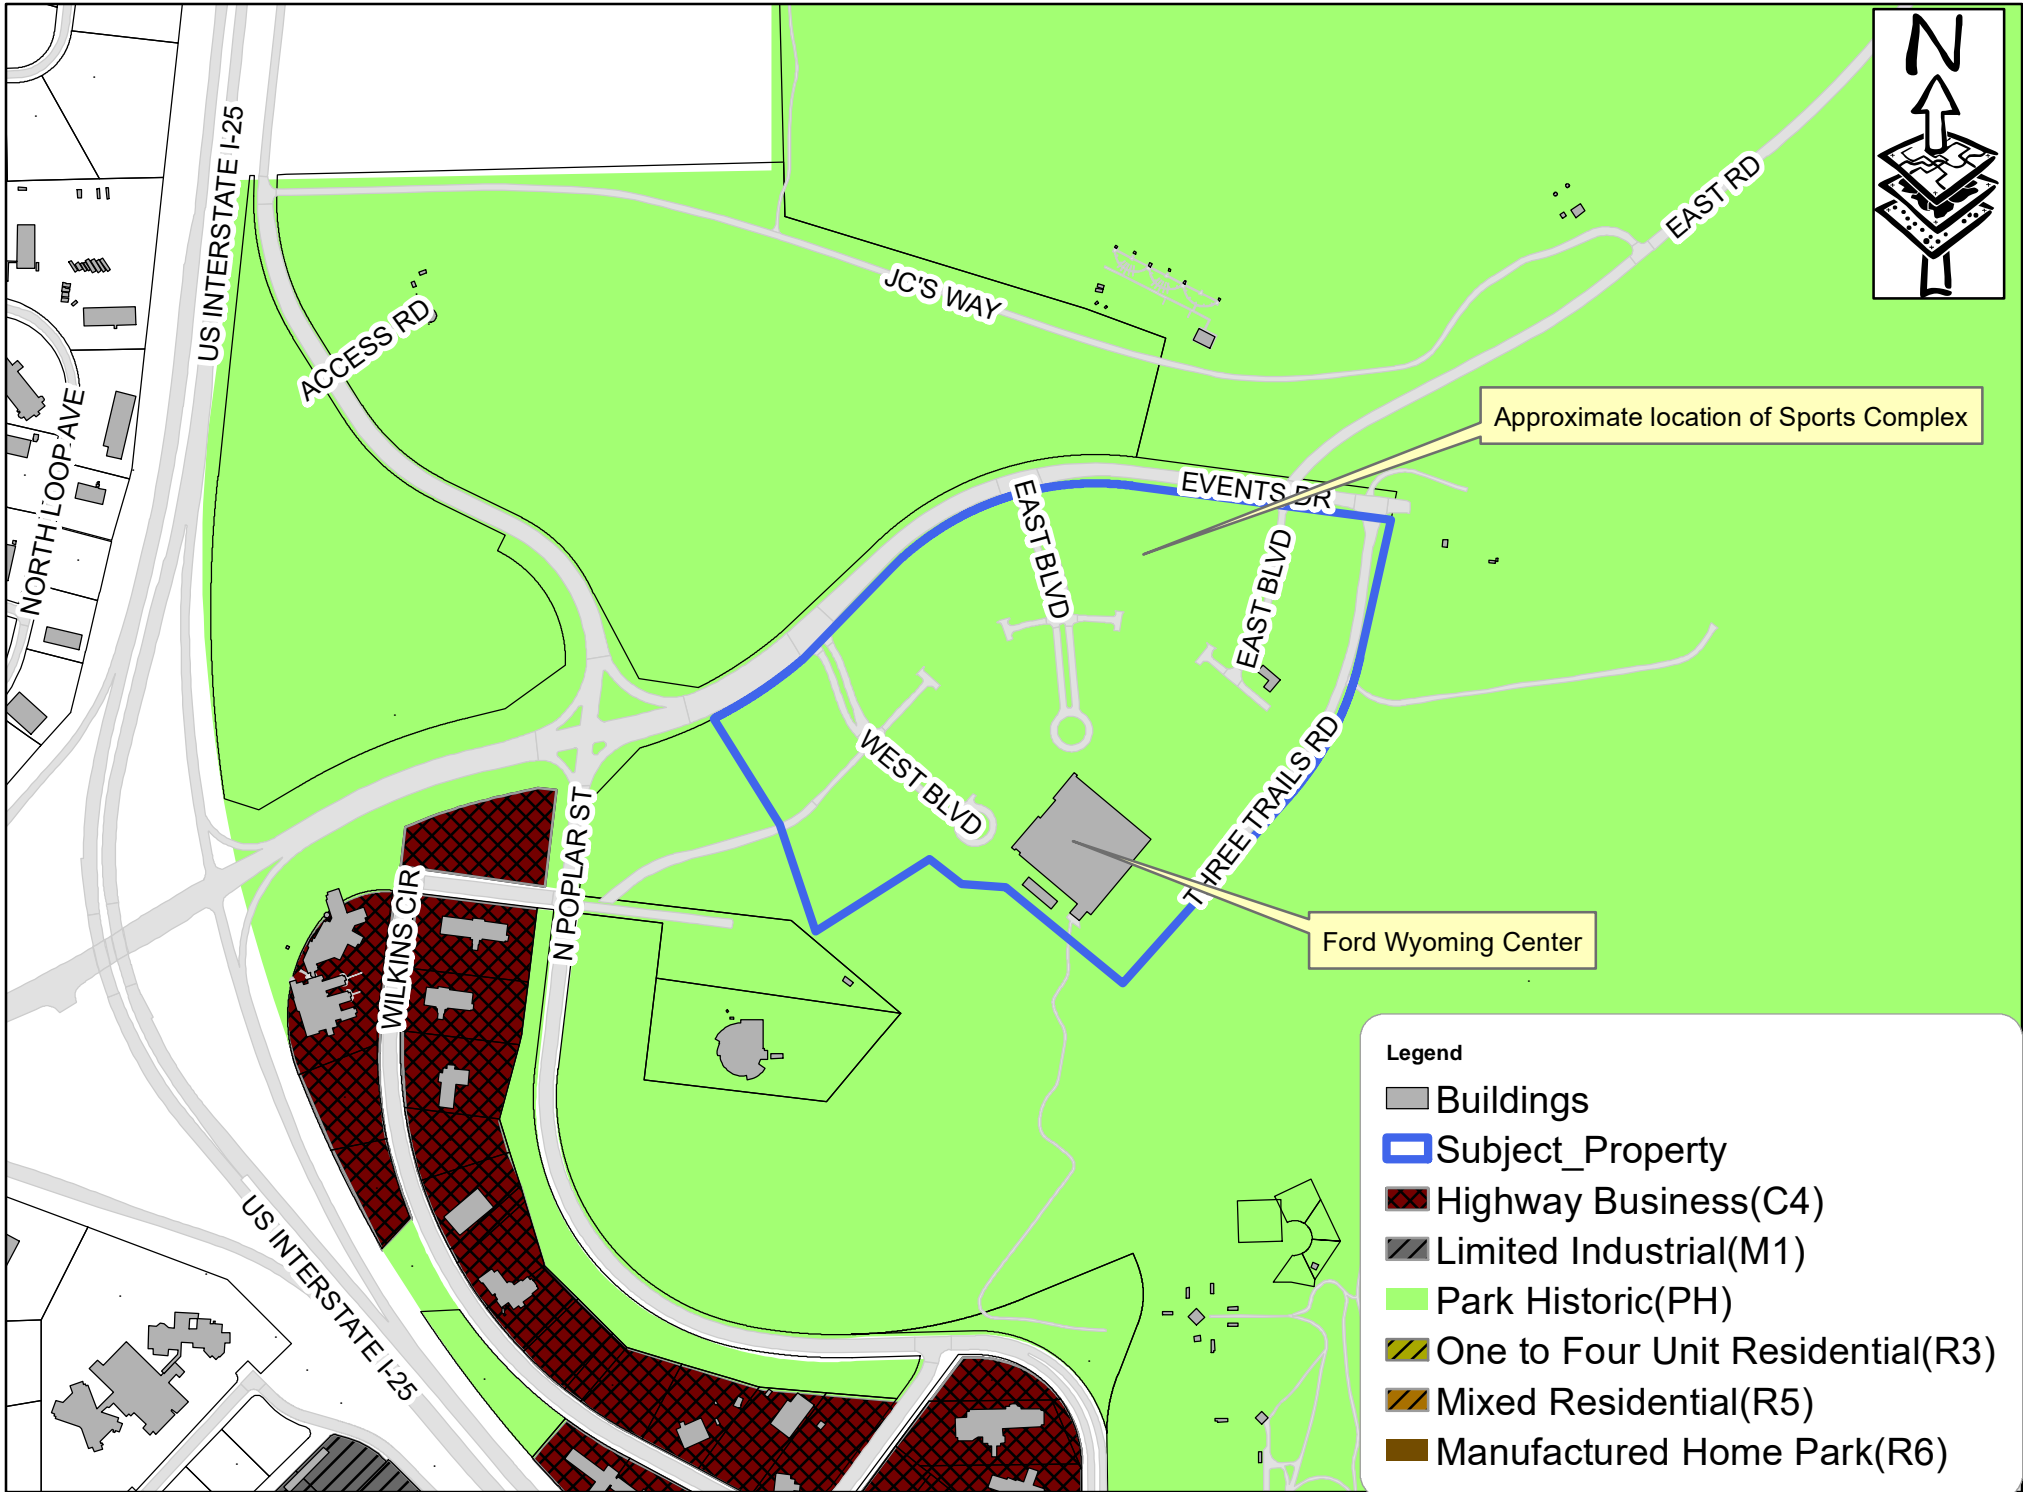 N
US INTERSTATE I-25
EAST RD
JC'S WAY
ACCESS RD
NORTH LOOP AVE
Approximate location of Sports Complex
EVENTS DR
EAST BLVD
EAST BLVD
WEST BLVD
THREE TRAILS RD
N POPLAR ST
WILKINS CIR
Ford Wyoming Center
US INTERSTATE I-25
Legend
Buildings
Subject_Property
Highway Business(C4)
Limited Industrial(M1)
Park Historic(PH)
One to Four Unit Residential(R3)
Mixed Residential(R5)
Manufactured Home Park(R6)